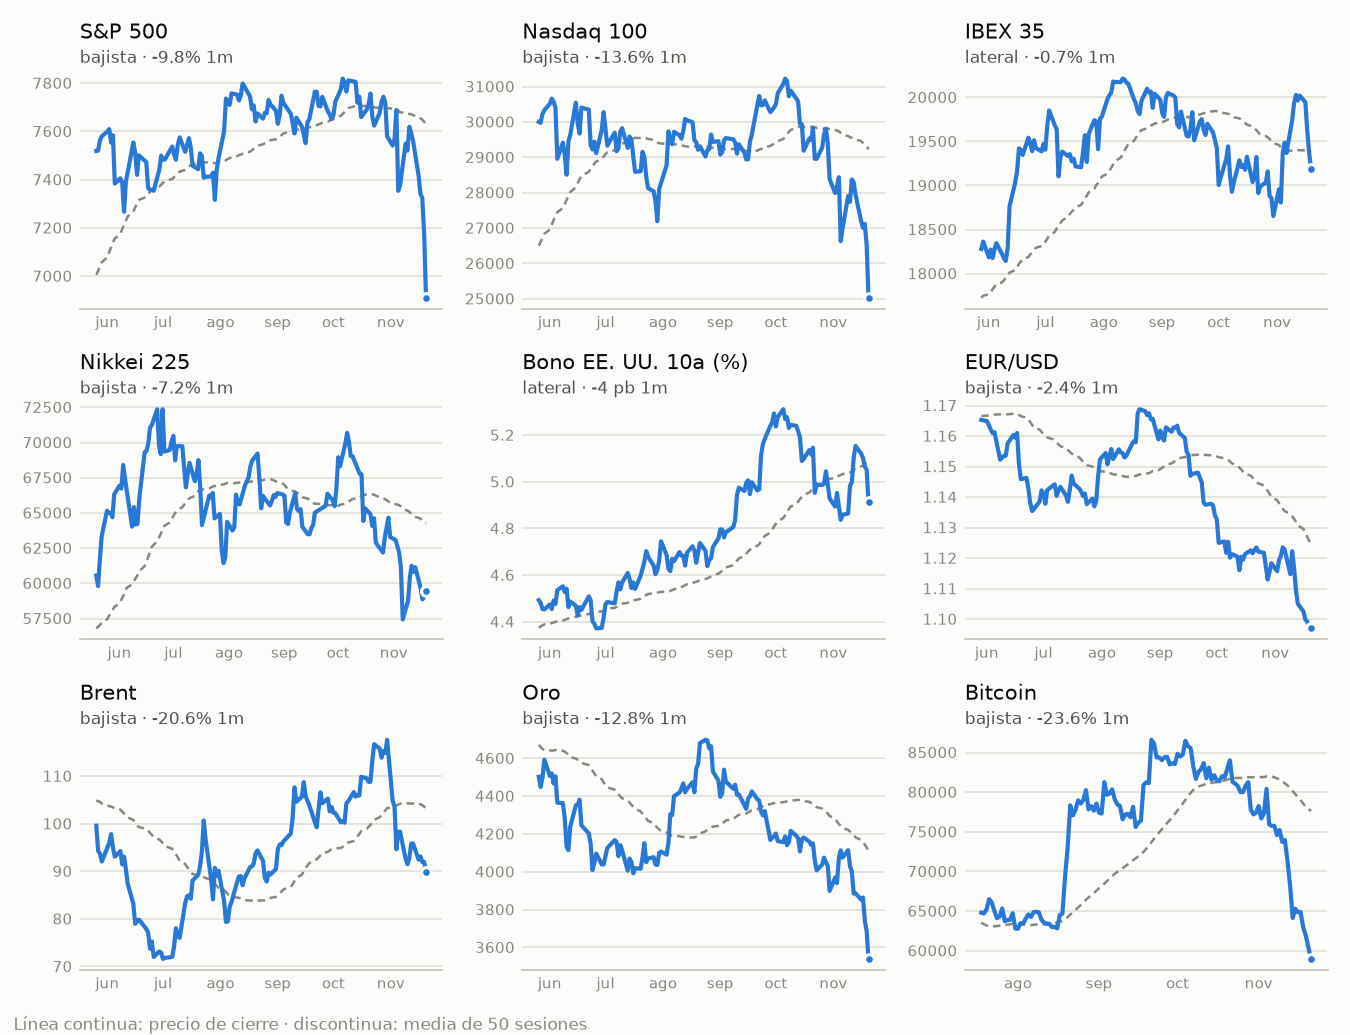 S&P 500
bajista · -9.8% 1m
7800
7600
7400
7200
7000
jun jul ago sep oct nov
Nasdaq 100
bajista · -13.6% 1m
31000
30000
29000
28000
27000
26000
25000
jun jul ago sep oct nov
IBEX 35
lateral · -0.7% 1m
20000
19500
19000
18500
18000
jun jul ago sep oct nov
Nikkei 225
bajista · -7.2% 1m
72500
70000
67500
65000
62500
60000
57500
jun jul ago sep oct nov
Bono EE. UU. 10a (%)
lateral · -4 pb 1m
5.2
5.0
4.8
4.6
4.4
jun jul ago sep oct nov
EUR/USD
bajista · -2.4% 1m
1.17
1.16
1.15
1.14
1.13
1.12
1.11
1.10
jun jul ago sep oct nov
Brent
bajista · -20.6% 1m
110
100
90
80
70
jun jul ago sep oct nov
Oro
bajista · -12.8% 1m
4600
4400
4200
4000
3800
3600
jun jul ago sep oct nov
Bitcoin
bajista · -23.6% 1m
85000
80000
75000
70000
65000
60000
ago sep oct nov
Línea continua: precio de cierre · discontinua: media de 50 sesiones